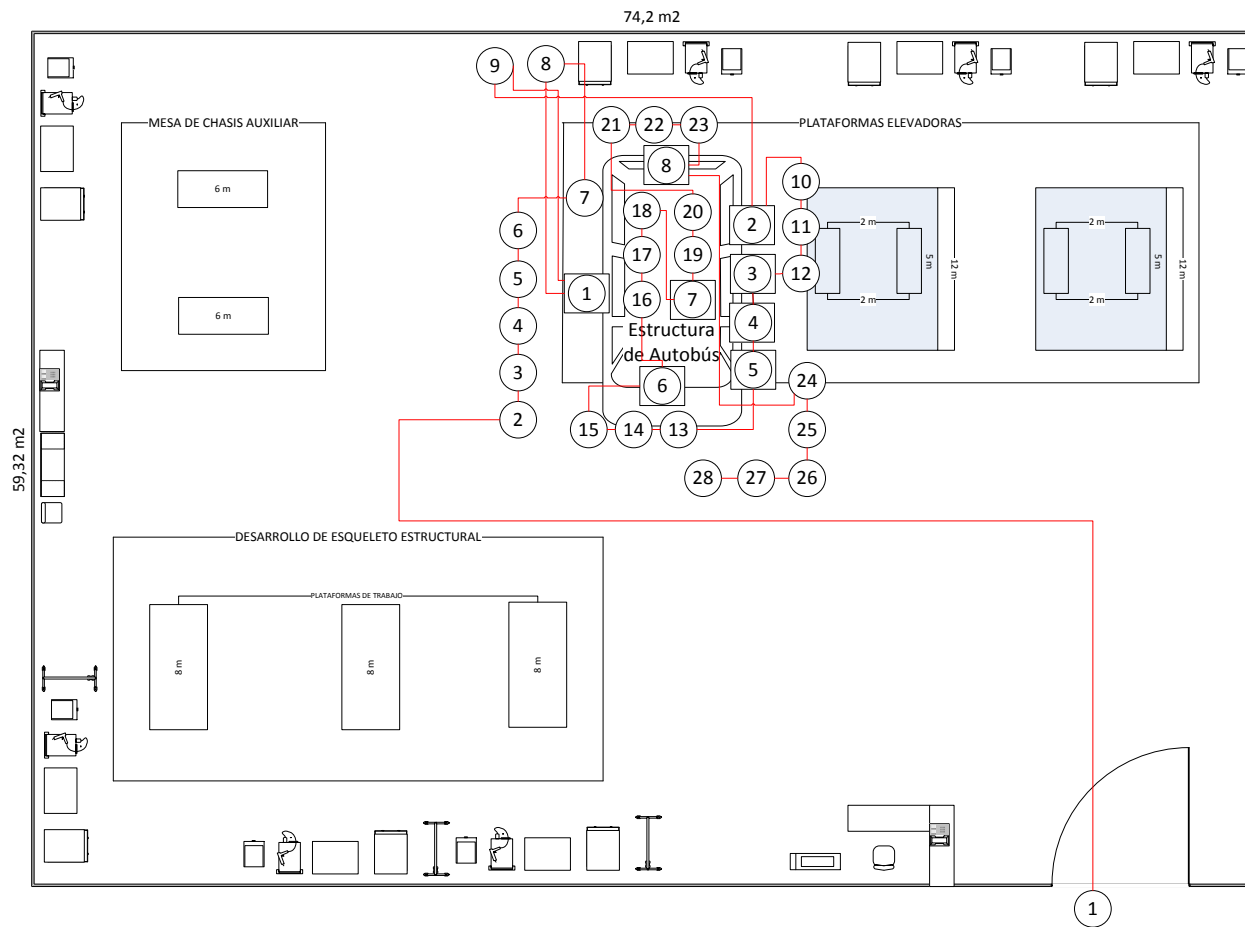 74,2 m2
9
8
21
22
23
MESA DE CHASIS AUXILIAR
PLATAFORMAS ELEVADORAS
8
10
6 m
7
18
20
2
11
2 m
2 m
6
17
19
3
12
5
1
16
7
5 m
12 m
5 m
12 m
2 m
2 m
6 m
4
4
Estructura
de Autobús
3
6
5
24
2
15
14
13
25
59,32 m2
28
27
26
DESARROLLO DE ESQUELETO ESTRUCTURAL
PLATAFORMAS DE TRABAJO
8 m
8 m
8 m
1